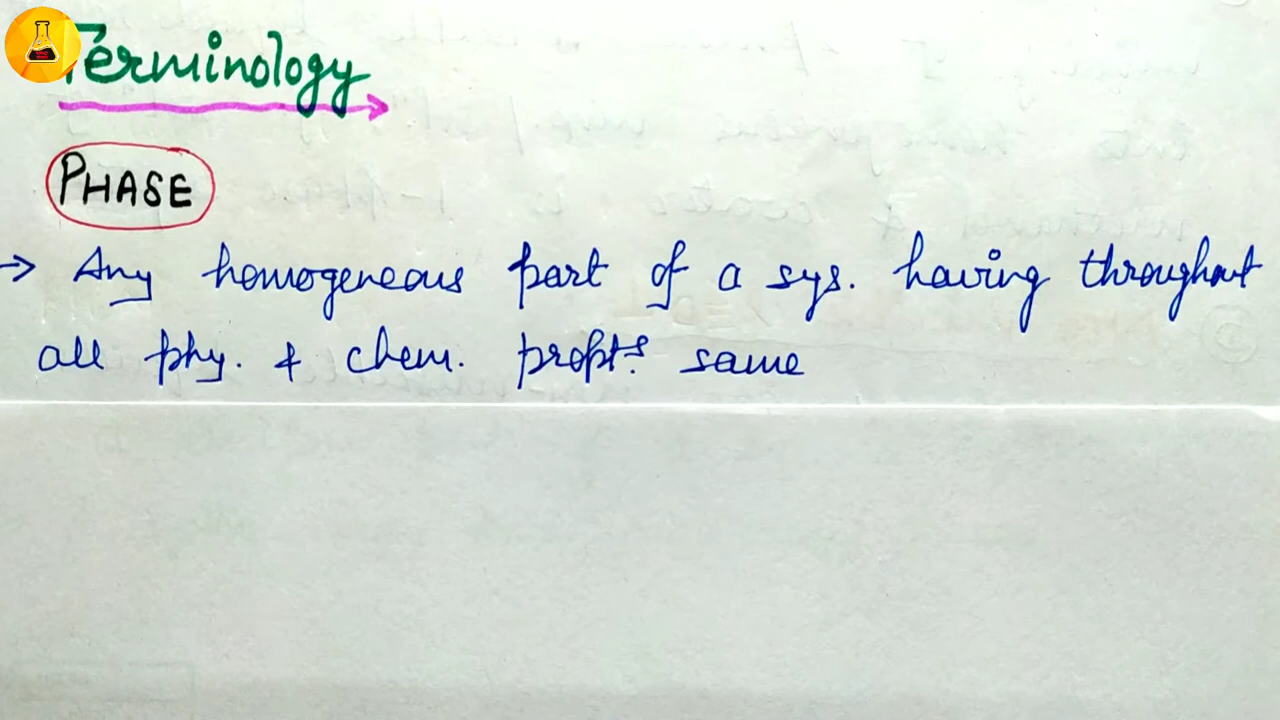 Terminology
PHASE
→ Any homogeneous part of a sys. having throughout
all phy. & chem. propts. same